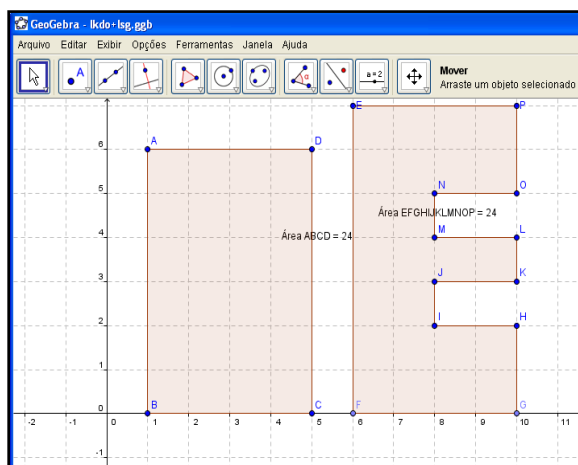 GeoGebra - lkdo+lsg.ggb
Arquivo Editar Exibir Opções Ferramentas Janela Ajuda
A
α
a=2
Mover
Arraste um objeto selecionado
E P
A D
6
N O
5
Área EFGHIJKLMNOP = 24
Área ABCD = 24
M L
4
J K
3
I H
2
1
B C F G
0
-2 -1 0 1 2 3 4 5 6 7 8 9 10 11
-1